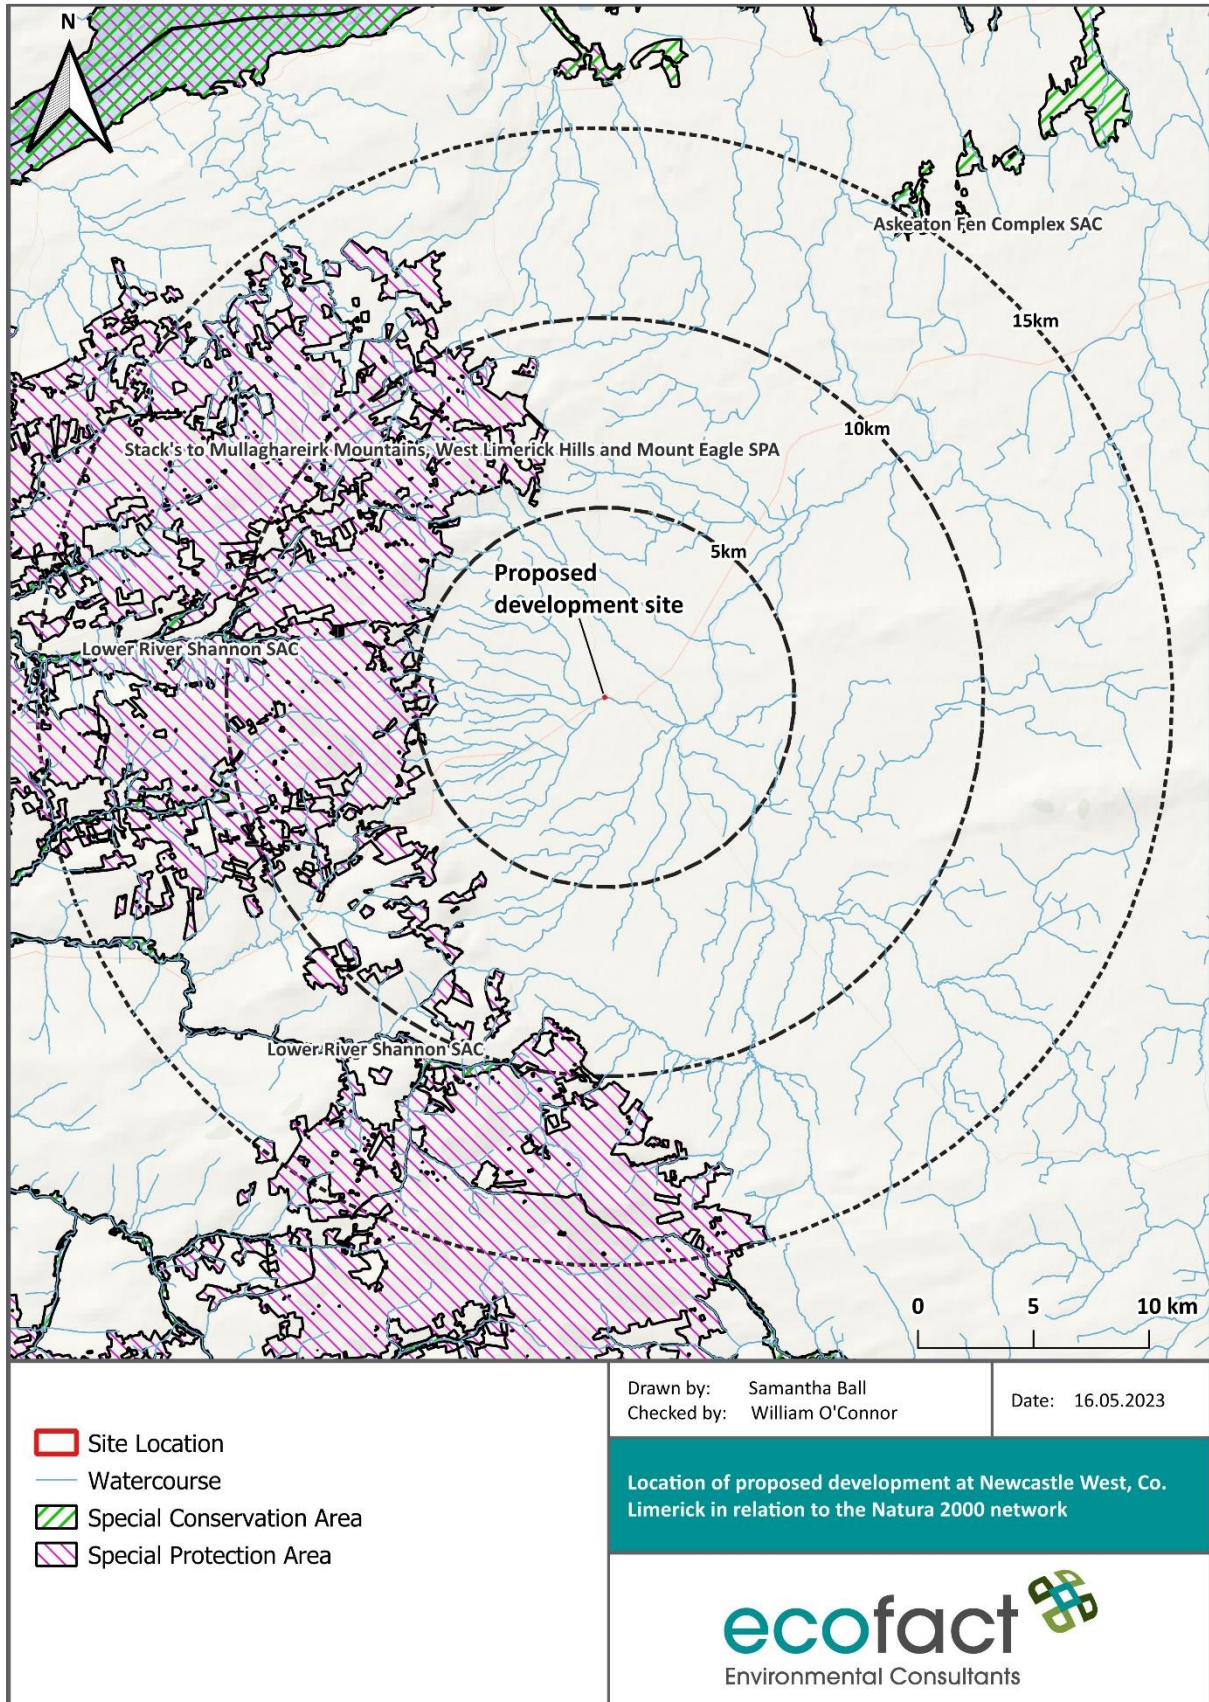 N
Askeaton Fen Complex SAC
15km
10km
Stack's to Mullaghareirk Mountains, West Limerick Hills and Mount Eagle SPA
5km
Proposed
development site
Lower River Shannon SAC
Lower River Shannon SAC
0 5 10 km
Drawn by: Samantha Ball
Checked by: William O'Connor
Date: 16.05.2023
Site Location
Watercourse
Special Conservation Area
Special Protection Area
Location of proposed development at Newcastle West, Co.
Limerick in relation to the Natura 2000 network
ecofact
Environmental Consultants